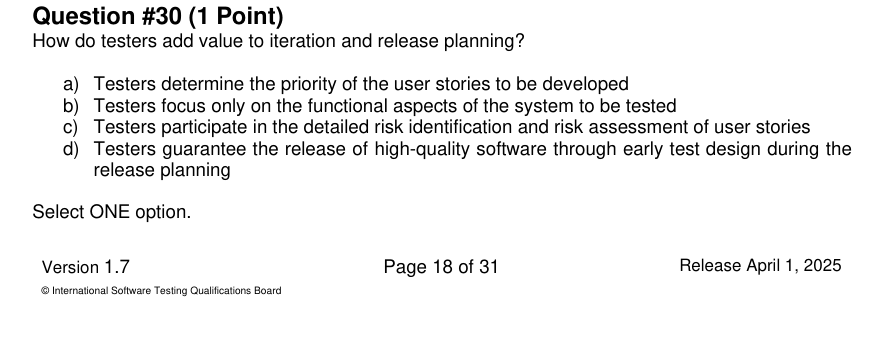 Question #30 (1 Point)
How do testers add value to iteration and release planning?
a) Testers determine the priority of the user stories to be developed
b) Testers focus only on the functional aspects of the system to be tested
c) Testers participate in the detailed risk identification and risk assessment of user stories
d) Testers guarantee the release of high-quality software through early test design during the
release planning
Select ONE option.
Version 1.7 Page 18 of 31 Release April 1, 2025
© International Software Testing Qualifications Board